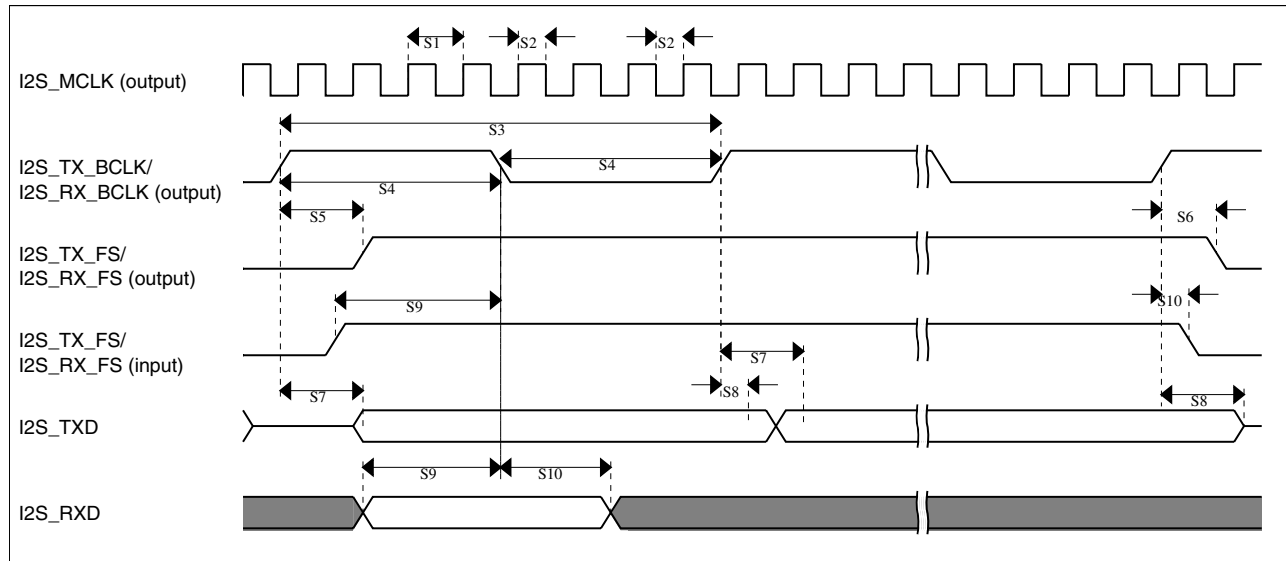 S1
S2
S2
I2S_MCLK (output)
S3
I2S_TX_BCLK/
I2S_RX_BCLK (output)
S4
S4
S5
S6
I2S_TX_FS/
I2S_RX_FS (output)
S9
S10
I2S_TX_FS/
I2S_RX_FS (input)
S7
S7
S8
S8
I2S_TXD
S9
S10
I2S_RXD